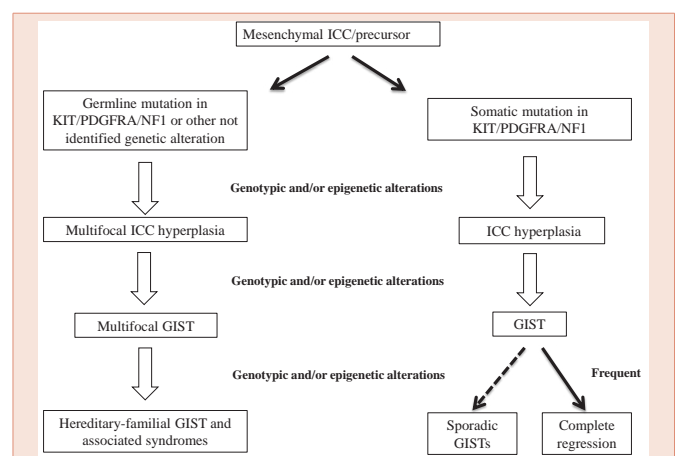 Mesenchymal ICC/precursor
Germline mutation in
KIT/PDGFRA/NF1 or other not
identified genetic alteration
Somatic mutation in
KIT/PDGFRA/NF1
Genotypic and/or epigenetic alterations
Multifocal ICC hyperplasia
ICC hyperplasia
Genotypic and/or epigenetic alterations
Multifocal GIST
GIST
Genotypic and/or epigenetic alterations
Frequent
Hereditary-familial GIST and
associated syndromes
Sporadic
GISTs
Complete
regression